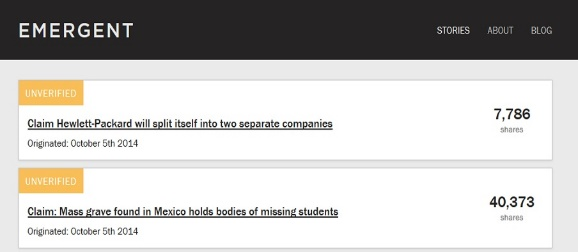 EMERGENT
STORIES ABOUT BLOG
UNVERIFIED
Claim Hewlett-Packard will split itself into two separate companies
Originated: October 5th 2014
7,786
shares
UNVERIFIED
Claim: Mass grave found in Mexico holds bodies of missing students
Originated: October 5th 2014
40,373
shares